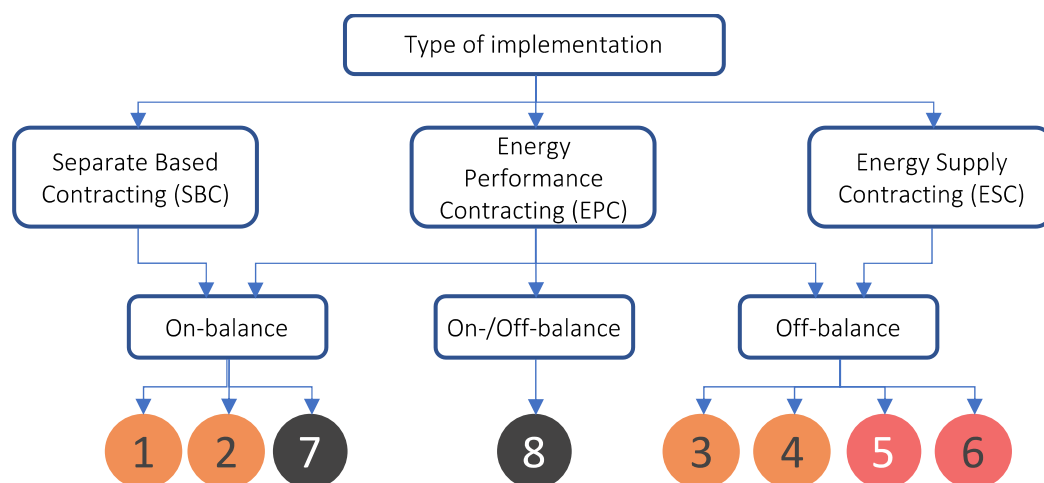 Type of implementation
Separate Based
Contracting (SBC)
Energy
Performance
Contracting (EPC)
Energy Supply
Contracting (ESC)
On-balance
On-/Off-balance
Off-balance
1 2 7 8 3 4 5 6